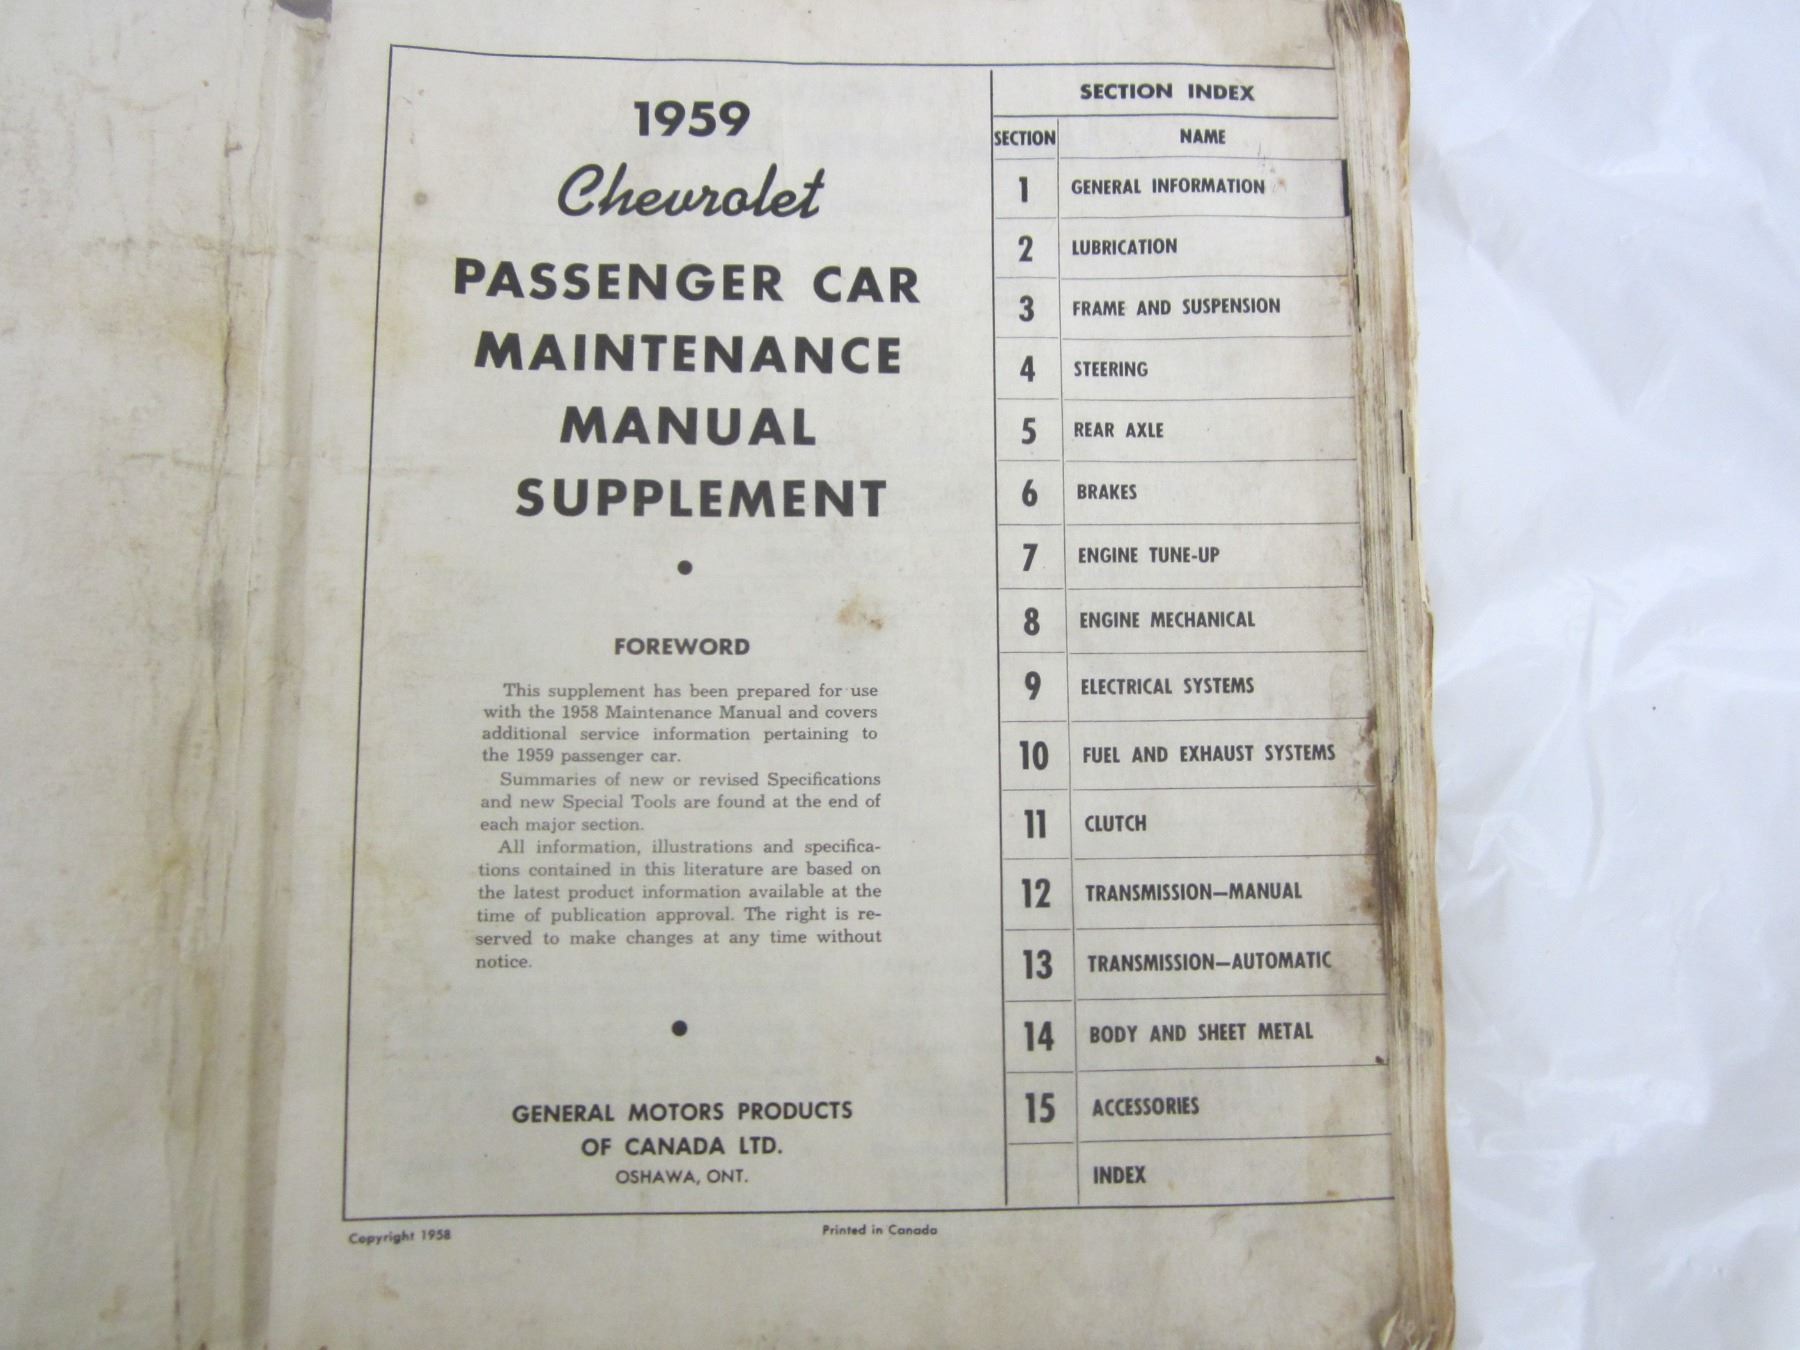 1959
Chevrolet
PASSENGER CAR
MAINTENANCE
MANUAL
SUPPLEMENT
FOREWORD
This supplement has been prepared for use
with the 1958 Maintenance Manual and covers
additional service information pertaining to
the 1959 passenger car.
Summaries of new or revised Specifications
and new Special Tools are found at the end of
each major section.
All information, illustrations and specifica-
tions contained in this literature are based on
the latest product information available at the
time of publication approval. The right is re-
served to make changes at any time without
notice.
GENERAL MOTORS PRODUCTS
OF CANADA LTD.
OSHAWA, ONT.
Copyright 1958
Printed in Canada
SECTION INDEX
SECTION NAME
1 GENERAL INFORMATION
2 LUBRICATION
3 FRAME AND SUSPENSION
4 STEERING
5 REAR AXLE
6 BRAKES
7 ENGINE TUNE-UP
8 ENGINE MECHANICAL
9 ELECTRICAL SYSTEMS
10 FUEL AND EXHAUST SYSTEMS
11 CLUTCH
12 TRANSMISSION—MANUAL
13 TRANSMISSION—AUTOMATIC
14 BODY AND SHEET METAL
15 ACCESSORIES
INDEX